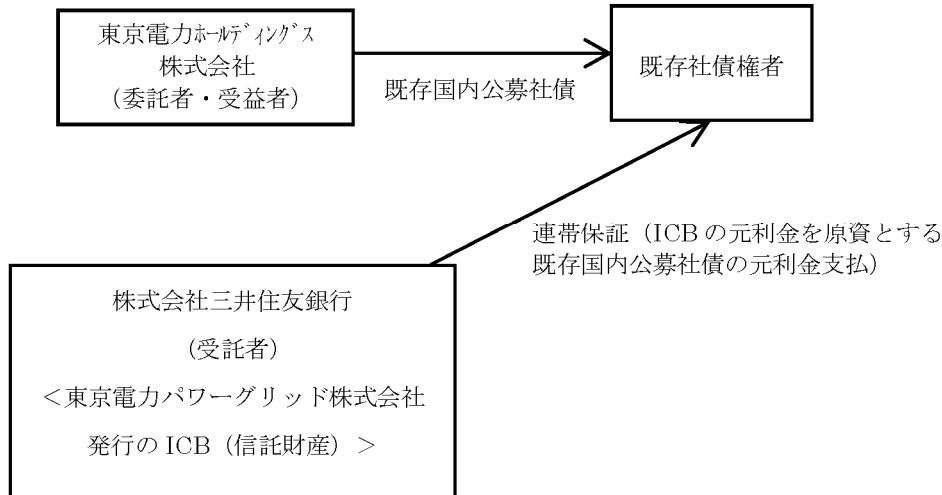 東京電力ﾎｰﾙﾃﾞｨﾝｸﾞｽ
株式会社
（委託者・受益者）
既存国内公募社債
既存社債権者
連帯保証（ICB の元利金を原資とする
既存国内公募社債の元利金支払）
株式会社三井住友銀行
（受託者）
＜東京電力パワーグリッド株式会社
発行の ICB（信託財産）＞